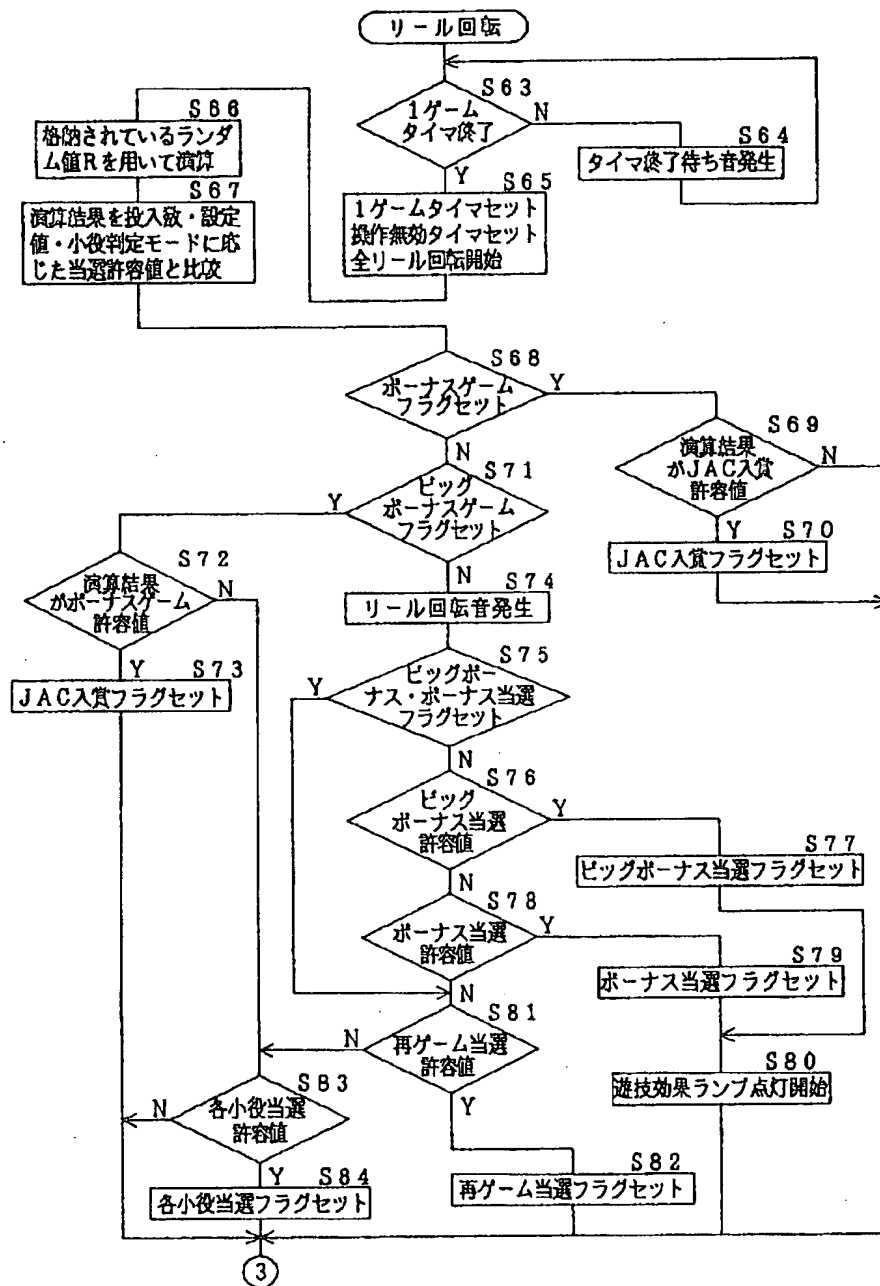 リール回転
S63
1ゲーム
タイマ終了
N
Y
S64
タイマ終了待ち音発生
S65
1ゲームタイマセット
操作無効タイマセット
全リール回転開始
S66
格納されているランダ
ム値Rを用いて演算
S67
演算結果を投入数・設定
値・小役判定モードに応
じた当選許容値と比較
S68
ボーナスゲーム
フラグセット
Y
N
S69
演算結果
がJAC入賞
許容値
N
Y
S70
JAC入賞フラグセット
S71
ビッグ
ボーナスゲーム
フラグセット
Y
N
S72
演算結果
がボーナスゲーム
許容値
N
Y
S73
JAC入賞フラグセット
S74
リール回転音発生
S75
ビッグボー
ナス・ボーナス当選
フラグセット
Y
N
S76
ビッグ
ボーナス当選
許容値
Y
N
S77
ビッグボーナス当選フラグセット
S78
ボーナス当選
許容値
Y
N
S79
ボーナス当選フラグセット
S80
遊技効果ランプ点灯開始
S81
再ゲーム当選
許容値
N
Y
S82
再ゲーム当選フラグセット
S83
各小役当選
許容値
N
Y
S84
各小役当選フラグセット
3